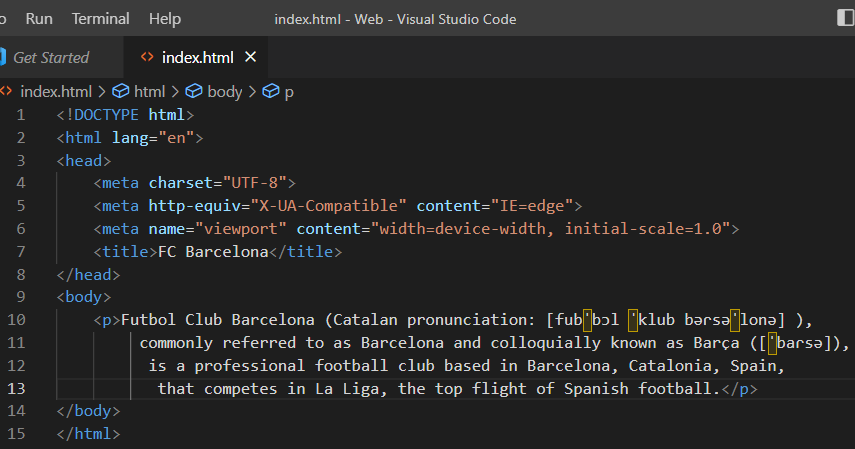 Run Terminal Help index.html - Web - Visual Studio Code
Get Started index.html
index.html > html > body > p
1 <!DOCTYPE html>
2 <html lang="en">
3 <head>
4 <meta charset="UTF-8">
5 <meta http-equiv="X-UA-Compatible" content="IE=edge">
6 <meta name="viewport" content="width=device-width, initial-scale=1.0">
7 <title>FC Barcelona</title>
8 </head>
9 <body>
10 <p>Futbol Club Barcelona (Catalan pronunciation: [fubˈbɔl ˈklub bərsəˈlonə] ),
11 commonly referred to as Barcelona and colloquially known as Barça ([ˈbarsə]),
12 is a professional football club based in Barcelona, Catalonia, Spain,
13 that competes in La Liga, the top flight of Spanish football.</p>
14 </body>
15 </html>